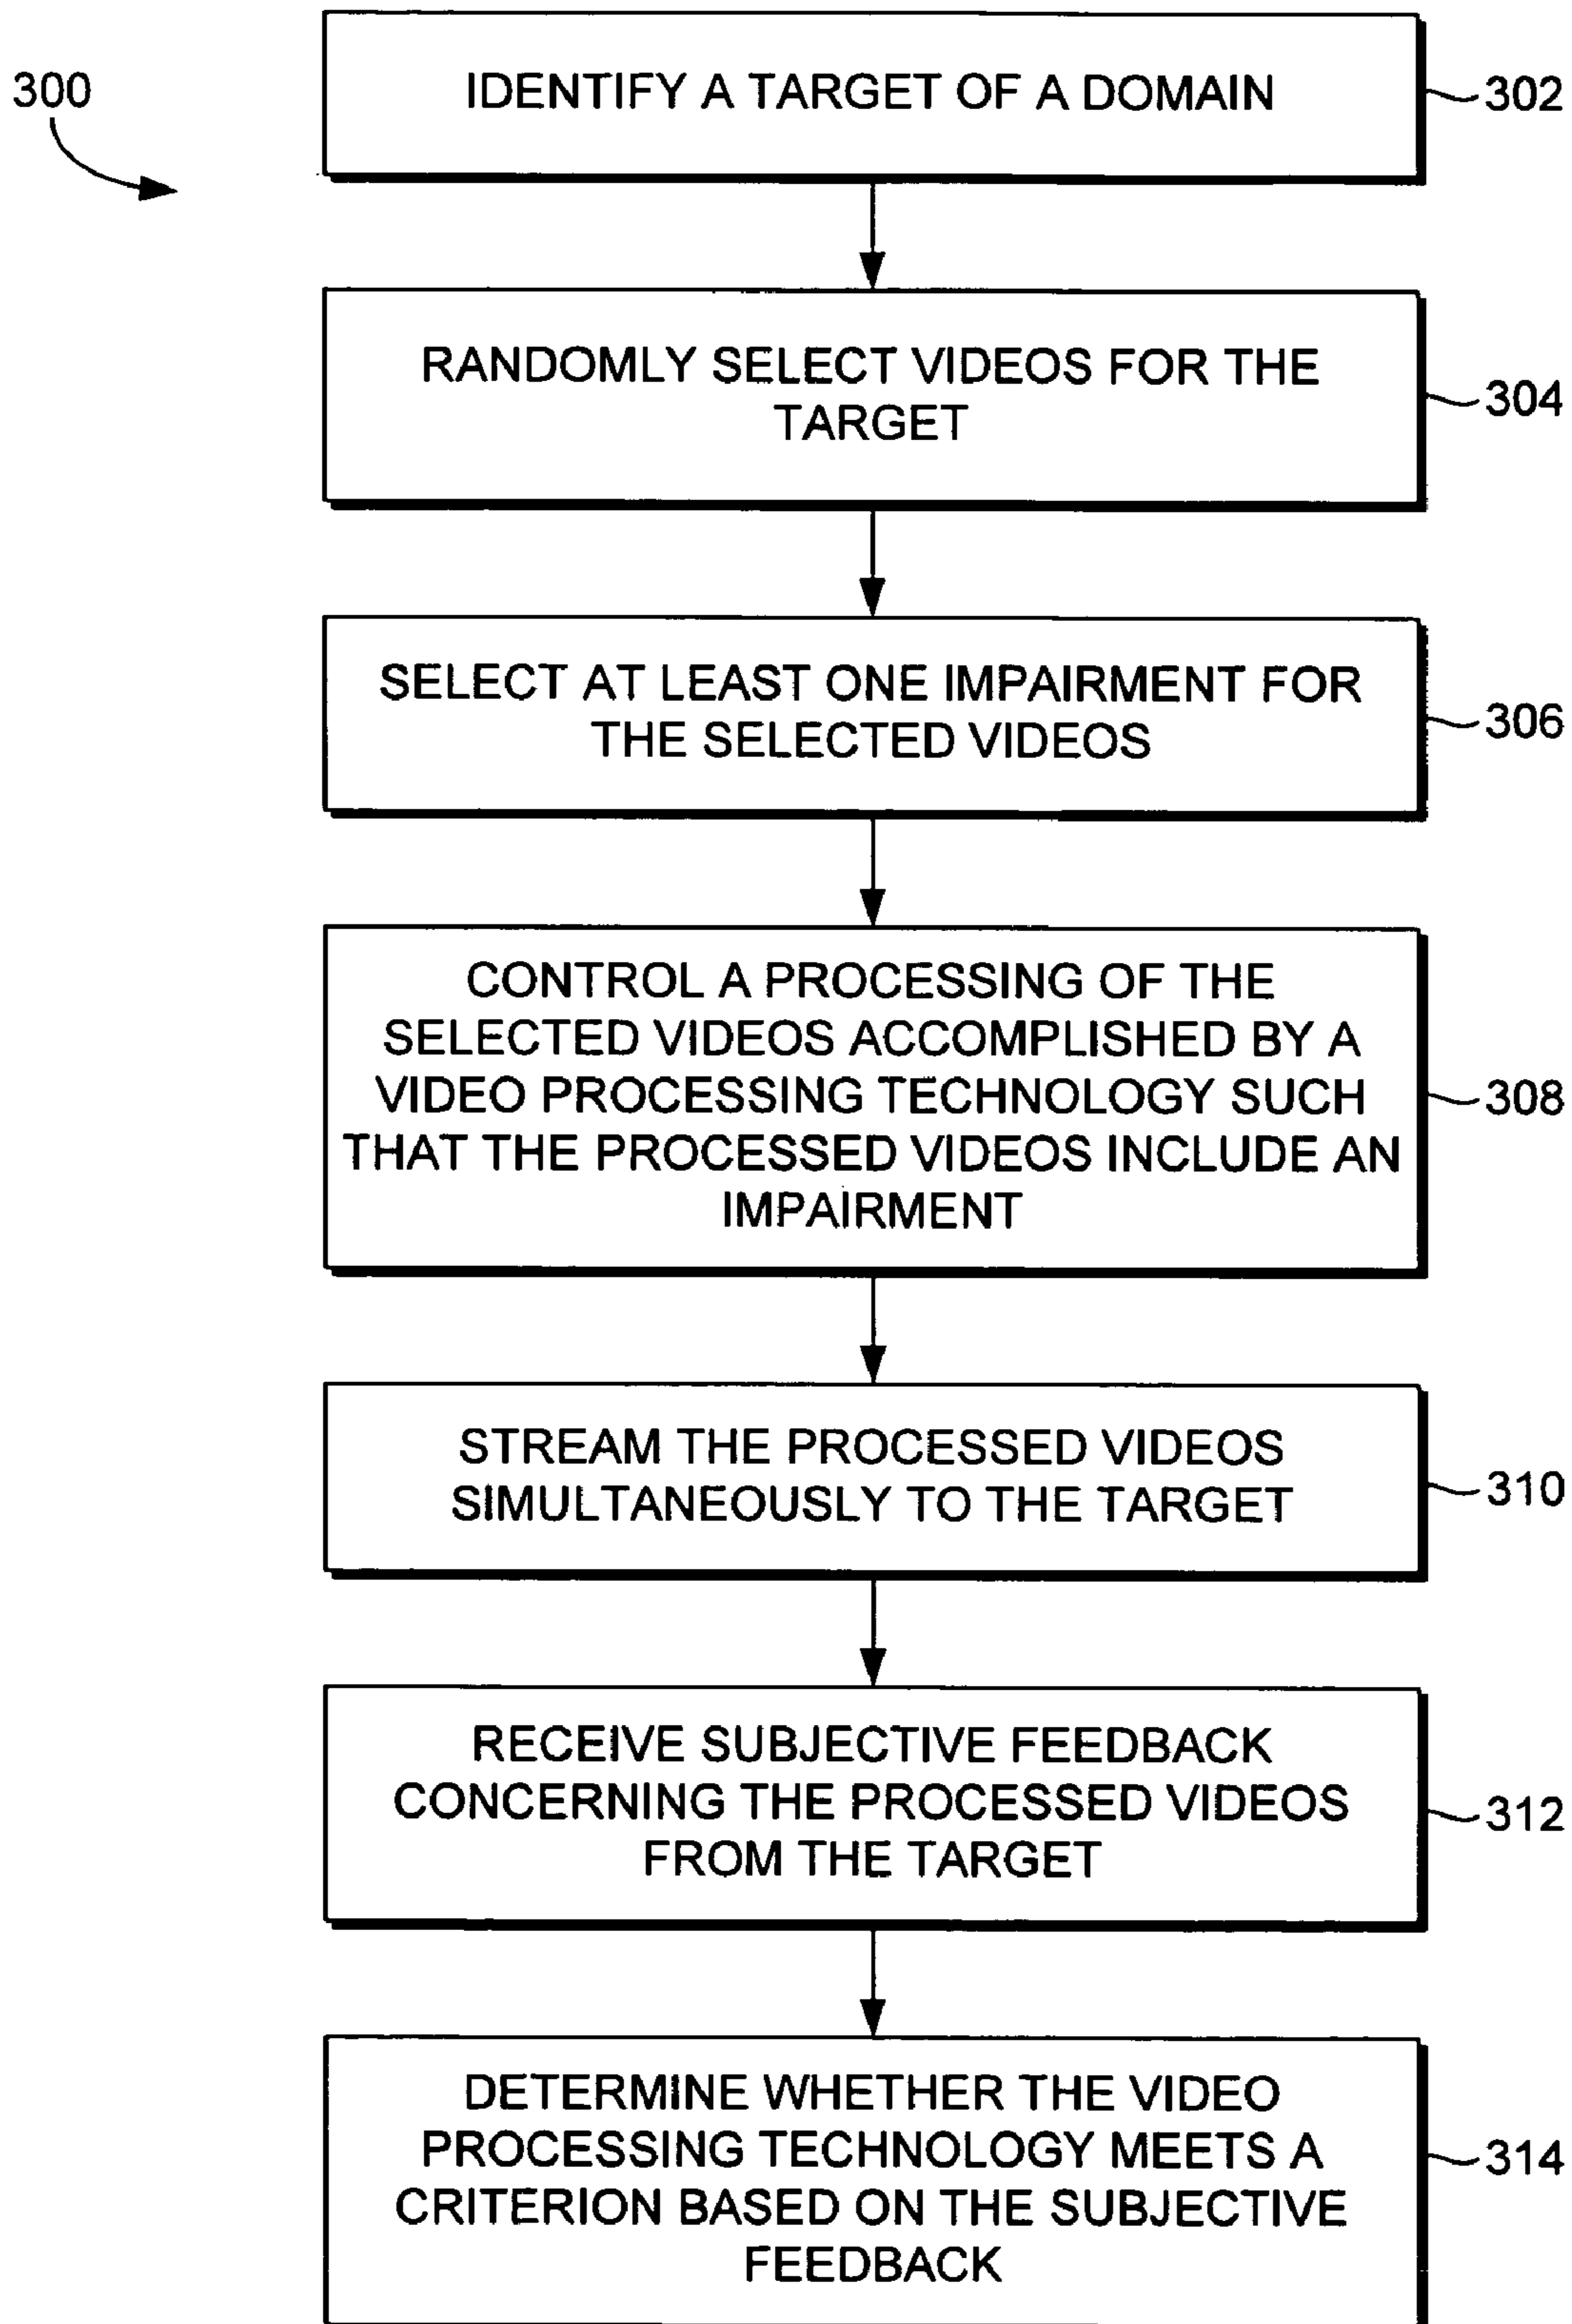 300
IDENTIFY A TARGET OF A DOMAIN
302
RANDOMLY SELECT VIDEOS FOR THE
TARGET
304
SELECT AT LEAST ONE IMPAIRMENT FOR
THE SELECTED VIDEOS
306
CONTROL A PROCESSING OF THE
SELECTED VIDEOS ACCOMPLISHED BY A
VIDEO PROCESSING TECHNOLOGY SUCH
THAT THE PROCESSED VIDEOS INCLUDE AN
IMPAIRMENT
308
STREAM THE PROCESSED VIDEOS
SIMULTANEOUSLY TO THE TARGET
310
RECEIVE SUBJECTIVE FEEDBACK
CONCERNING THE PROCESSED VIDEOS
FROM THE TARGET
312
DETERMINE WHETHER THE VIDEO
PROCESSING TECHNOLOGY MEETS A
CRITERION BASED ON THE SUBJECTIVE
FEEDBACK
314